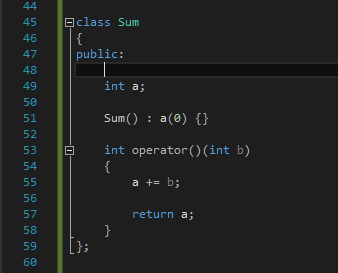 44
45 class Sum
46 {
47 public:
48
49     int a;
50
51     Sum() : a(0) {}
52
53     int operator()(int b)
54     {
55         a += b;
56
57         return a;
58     }
59 };
60